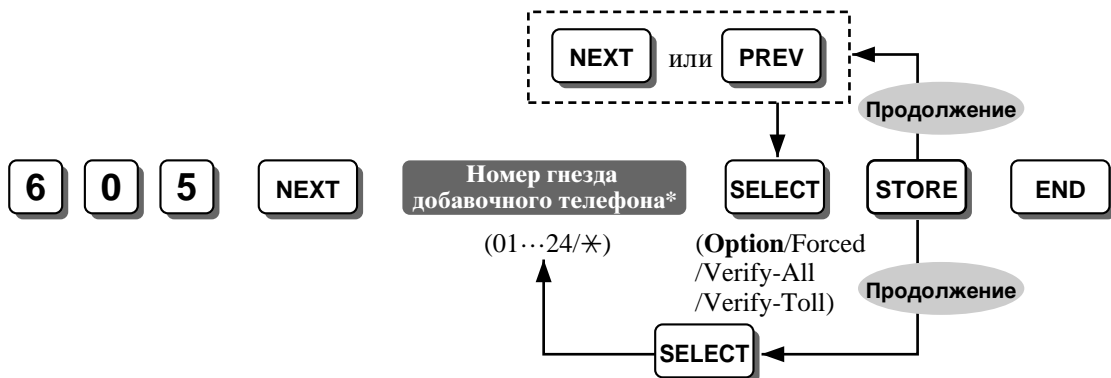 NEXT или PREV
Продолжение
6 0 5 NEXT Номер гнезда добавочного телефона* SELECT STORE END
(01···24/✳)
(Option/Forced
/Verify-All
/Verify-Toll)
Продолжение
SELECT